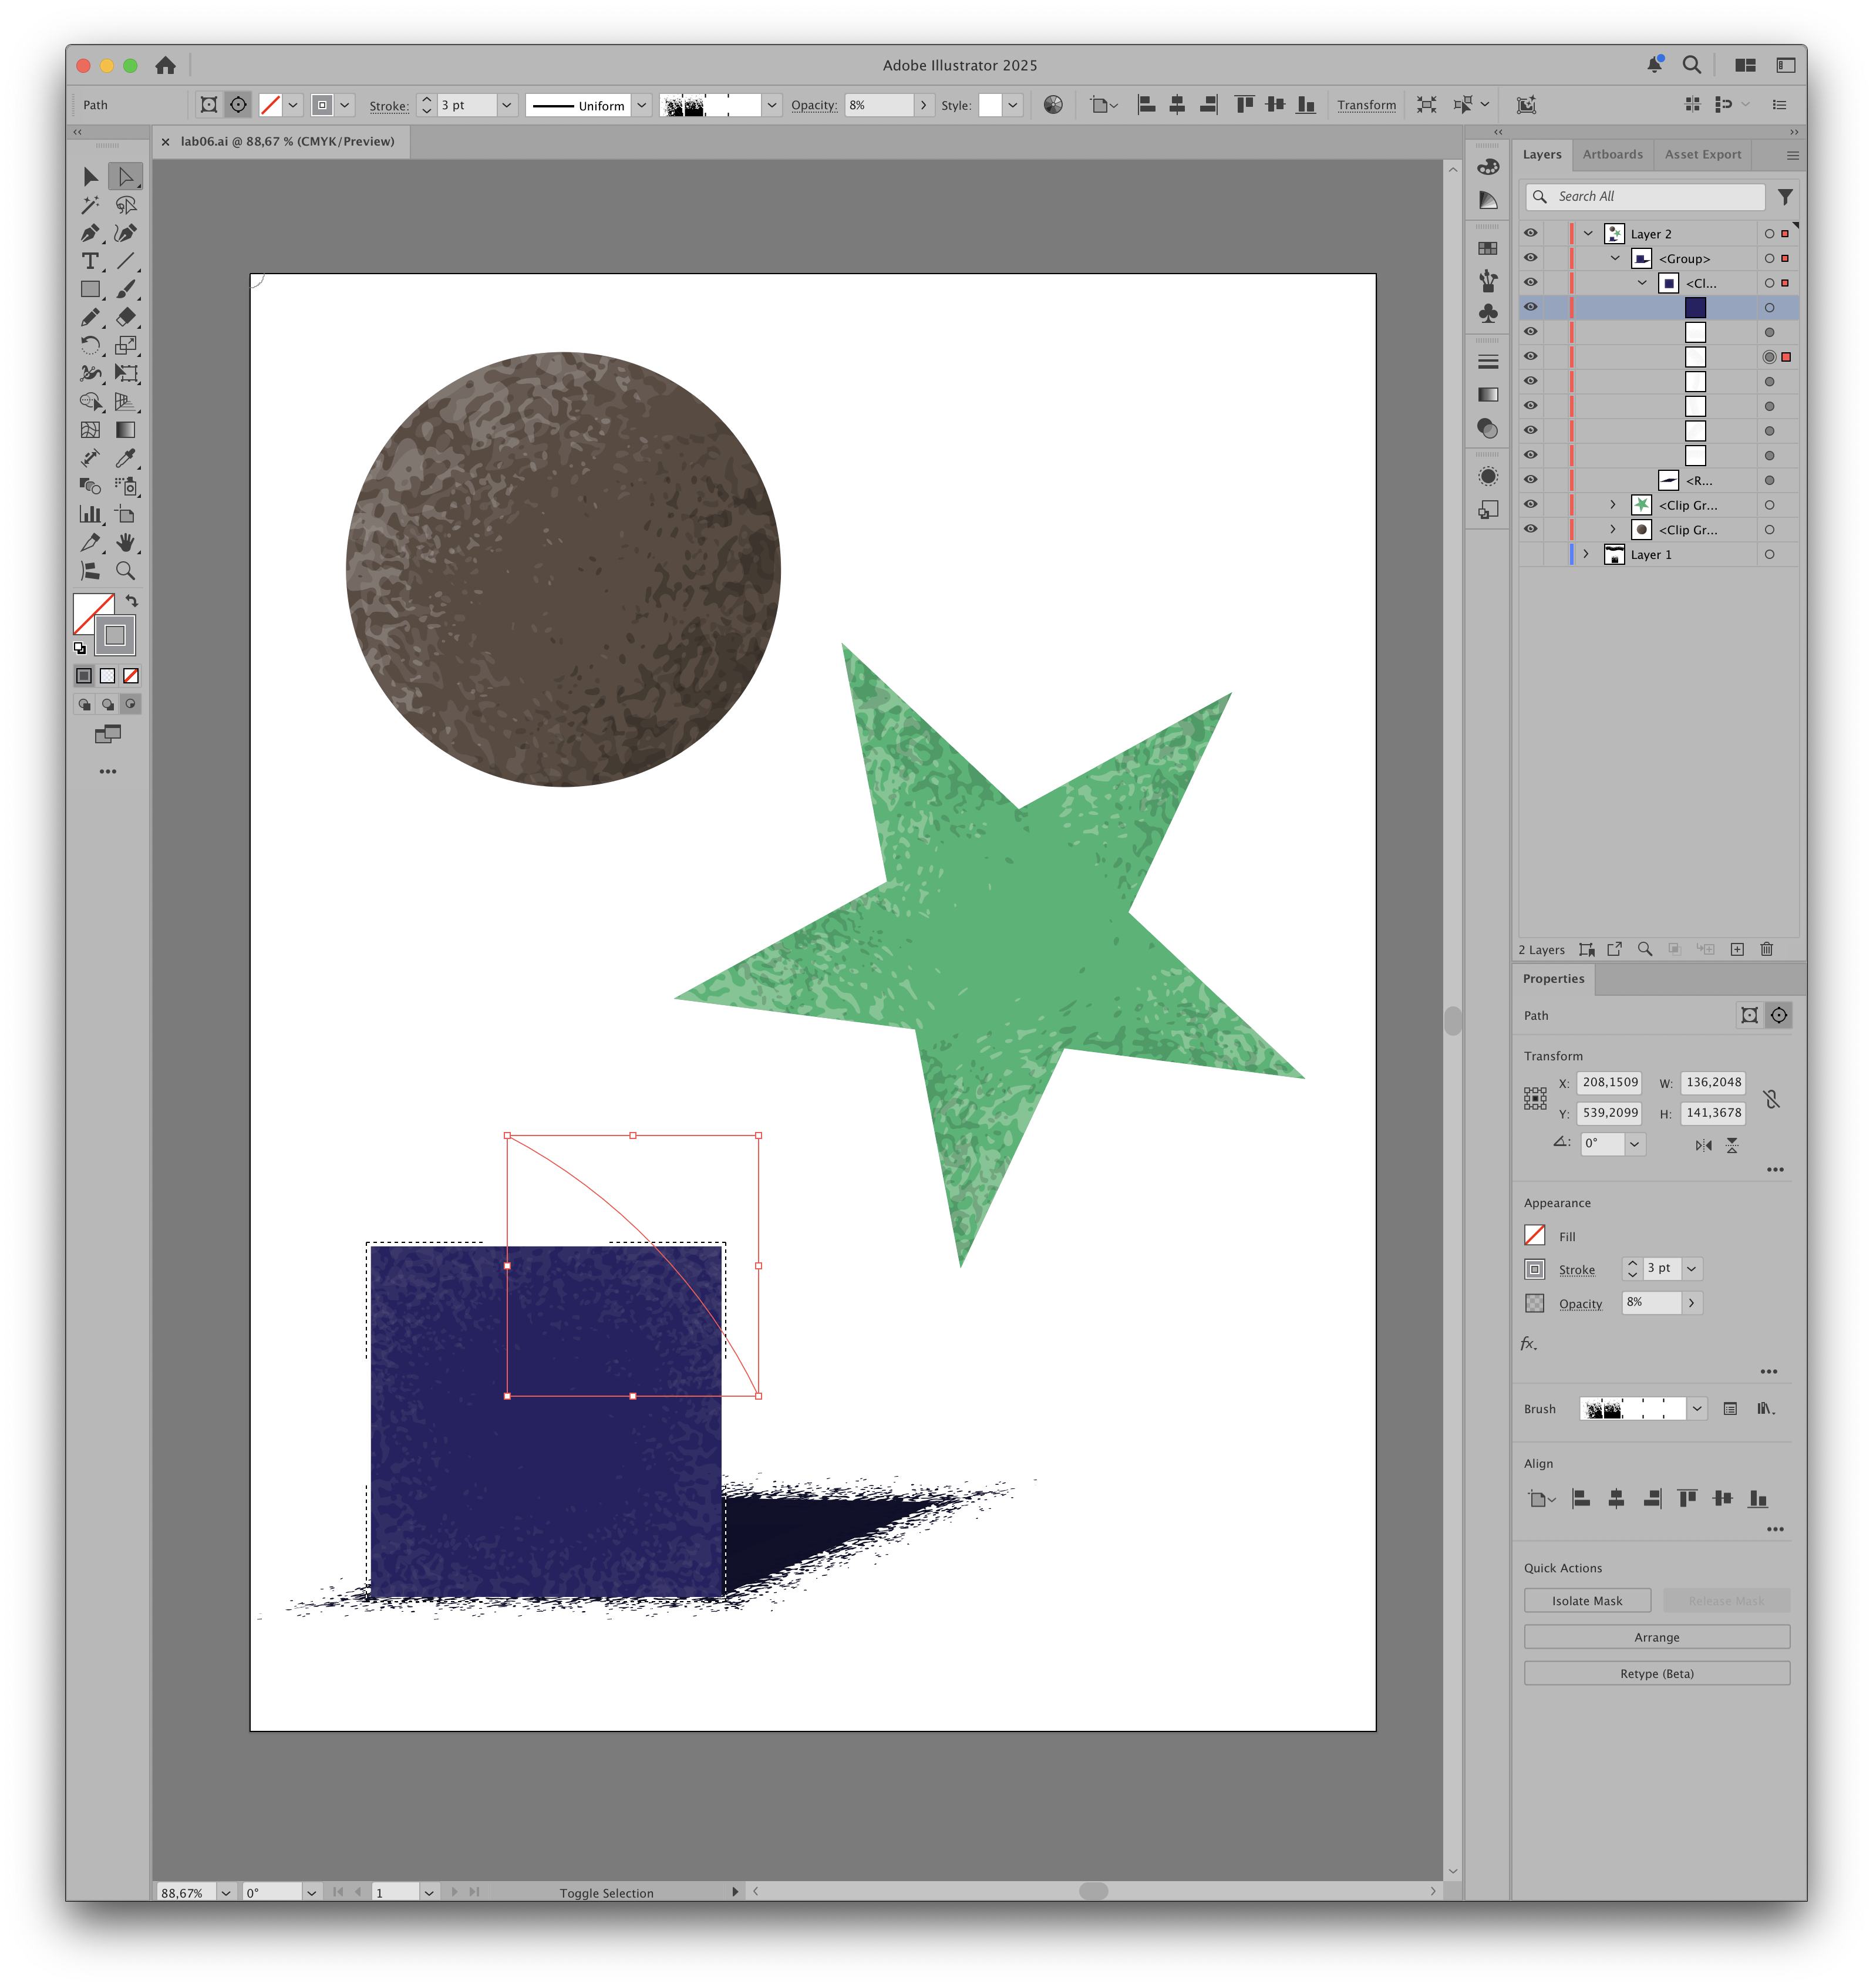 Adobe Illustrator 2025
Path Stroke: 3 pt Uniform Opacity: 8% Style: Transform
lab06.ai @ 88,67 % (CMYK/Preview)
Layers Artboards Asset Export
Search All
Layer 2
<Group>
<Cl...
<R...
<Clip Gr...
<Clip Gr...
Layer 1
2 Layers
Properties
Path
Transform
X: 208,1509 W: 136,2048
Y: 539,2099 H: 141,3678
0°
Appearance
Fill
Stroke 3 pt
Opacity 8%
fx.
Brush
Align
Quick Actions
Isolate Mask Release Mask
Arrange
Retype (Beta)
88,67% 0° 1 Toggle Selection